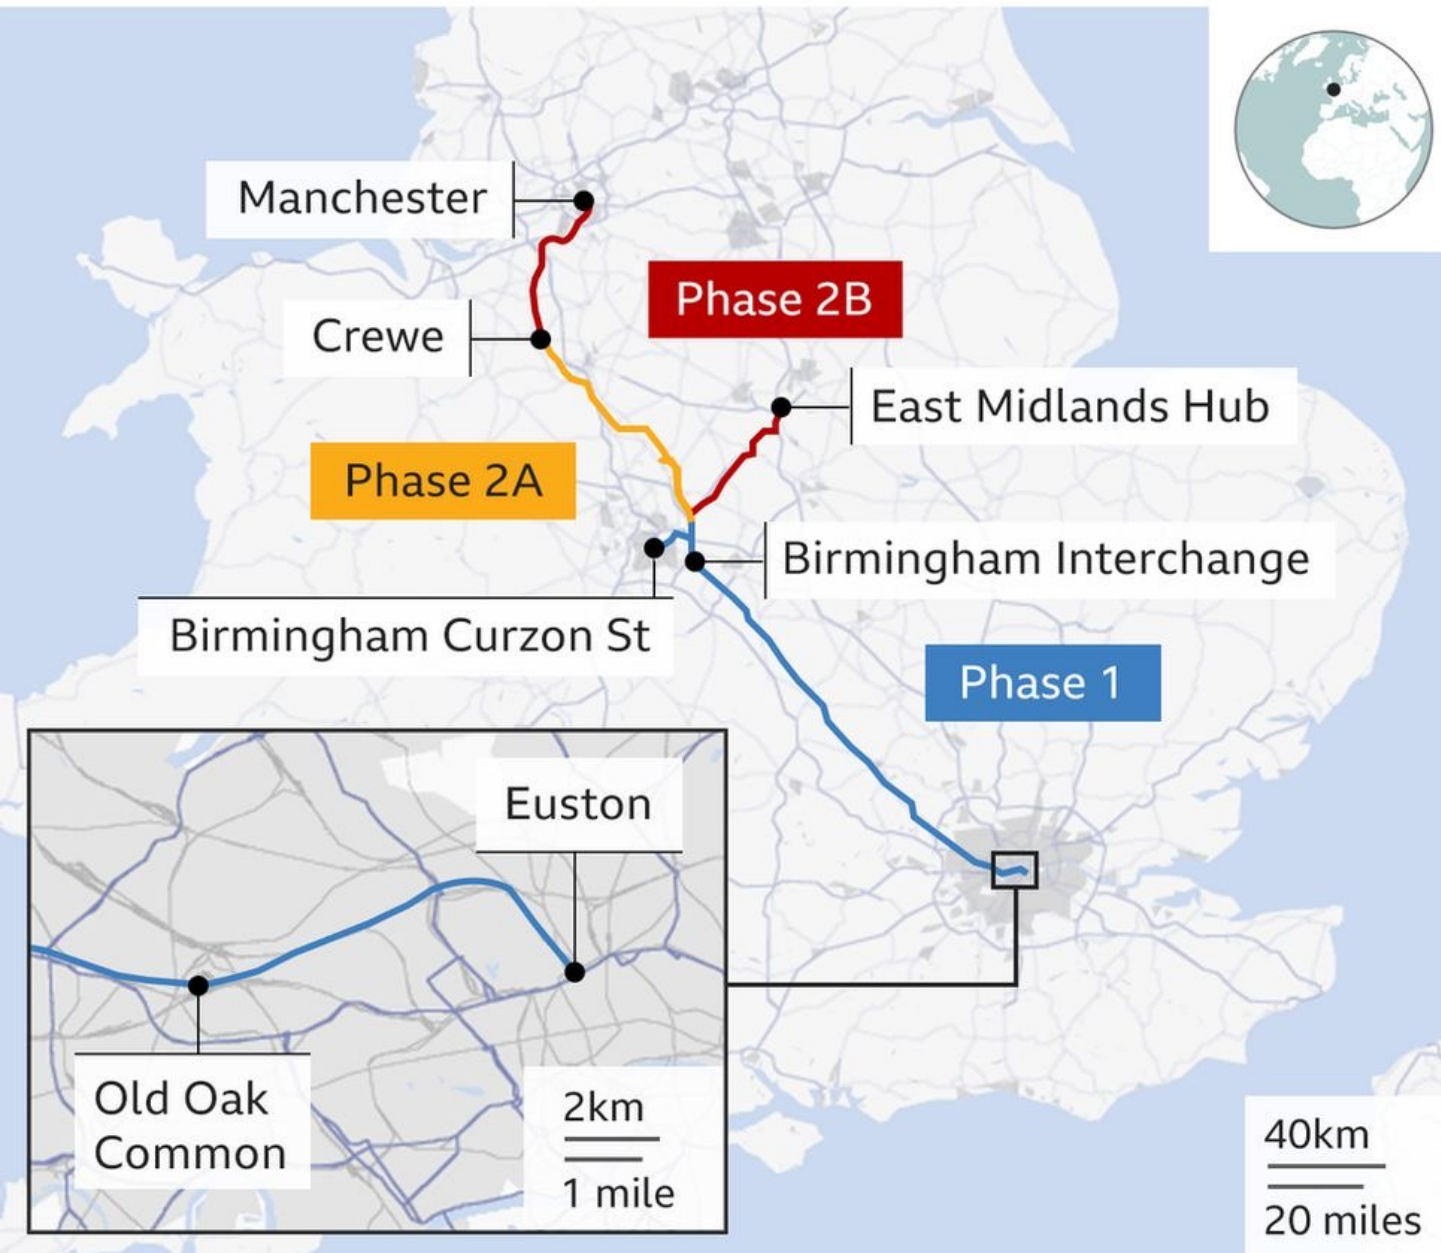 Manchester
Phase 2B
Crewe
East Midlands Hub
Phase 2A
Birmingham Interchange
Birmingham Curzon St
Phase 1
Euston
Old Oak
Common
2km
1 mile
40km
20 miles